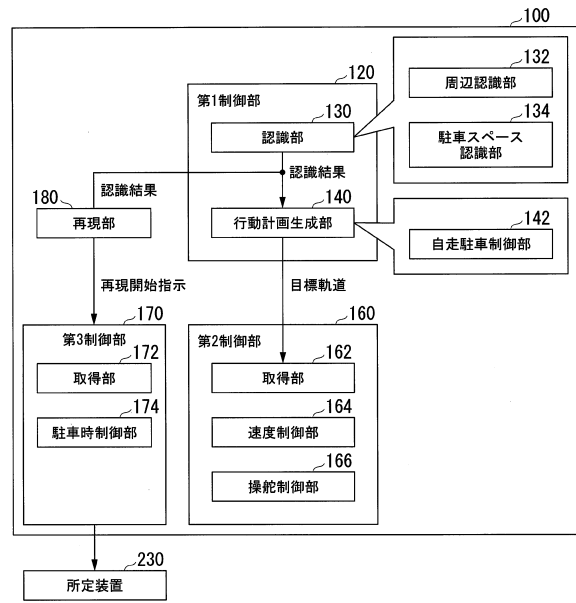 100
120
第1制御部
130
認識部
132
周辺認識部
134
駐車スペース
認識部
認識結果
認識結果
180
再現部
140
行動計画生成部
142
自走駐車制御部
再現開始指示
目標軌道
170
第3制御部
172
取得部
174
駐車時制御部
160
第2制御部
162
取得部
164
速度制御部
166
操舵制御部
230
所定装置